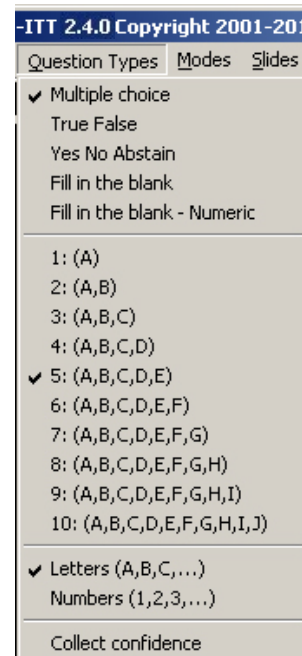 -ITT 2.4.0 Copyright 2001-201
Question Types Modes Slides
✔ Multiple choice
True False
Yes No Abstain
Fill in the blank
Fill in the blank - Numeric
1: (A)
2: (A,B)
3: (A,B,C)
4: (A,B,C,D)
✔ 5: (A,B,C,D,E)
6: (A,B,C,D,E,F)
7: (A,B,C,D,E,F,G)
8: (A,B,C,D,E,F,G,H)
9: (A,B,C,D,E,F,G,H,I)
10: (A,B,C,D,E,F,G,H,I,J)
✔ Letters (A,B,C,...)
Numbers (1,2,3,...)
Collect confidence